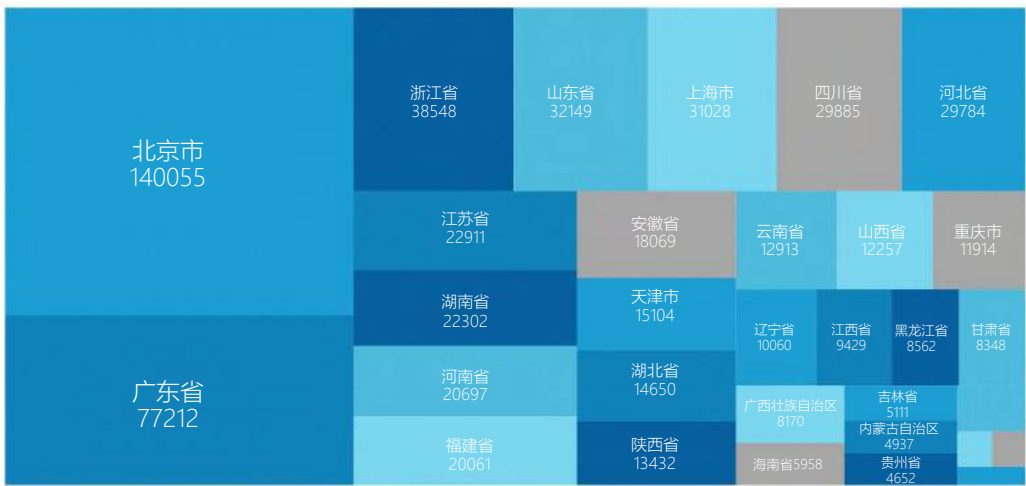 北京市
140055
广东省
77212
浙江省
38548
山东省
32149
上海市
31028
四川省
29885
河北省
29784
江苏省
22911
湖南省
22302
河南省
20697
福建省
20061
安徽省
18069
天津市
15104
湖北省
14650
陕西省
13432
云南省
12913
山西省
12257
重庆市
11914
辽宁省
10060
江西省
9429
黑龙江省
8562
甘肃省
8348
广西壮族自治区
8170
海南省5958
吉林省
5111
内蒙古自治区
4937
贵州省
4652